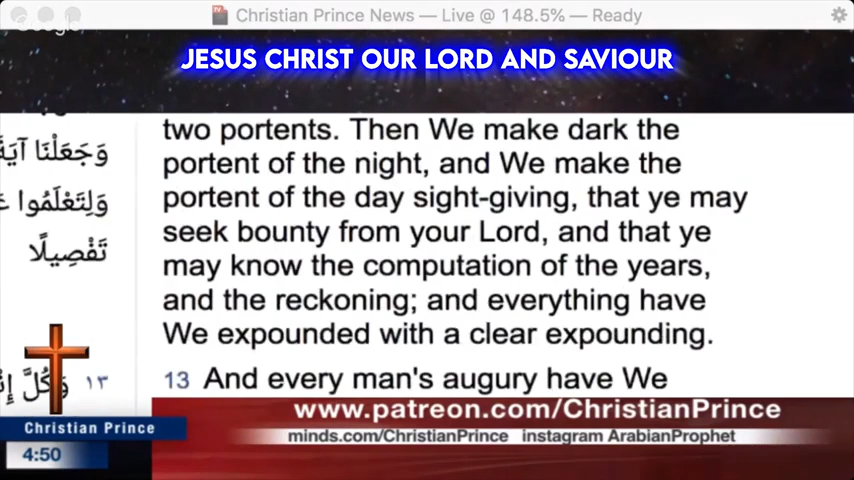 Christian Prince News — Live @ 148.5% — Ready
Google
JESUS CHRIST OUR LORD AND SAVIOUR
two portents. Then We make dark the
portent of the night, and We make the
portent of the day sight-giving, that ye may
seek bounty from your Lord, and that ye
may know the computation of the years,
and the reckoning; and everything have
We expounded with a clear expounding.
13 And every man's augury have We
وَجَعَلْنَا آيَةَ
وَلِتَعْلَمُوا
تَفْصِيلًا
١٣ وَكُلَّ
www.patreon.com/ChristianPrince
minds.com/ChristianPrince instagram ArabianProphet
Christian Prince
4:50